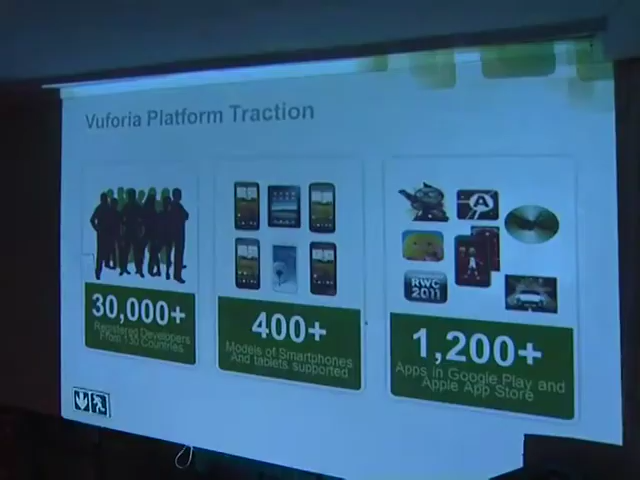 Vuforia Platform Traction
A
RWC
2011
30,000+
Registered Developers
From 130 Countries
400+
Models of Smartphones
And tablets supported
1,200+
Apps in Google Play and
Apple App Store